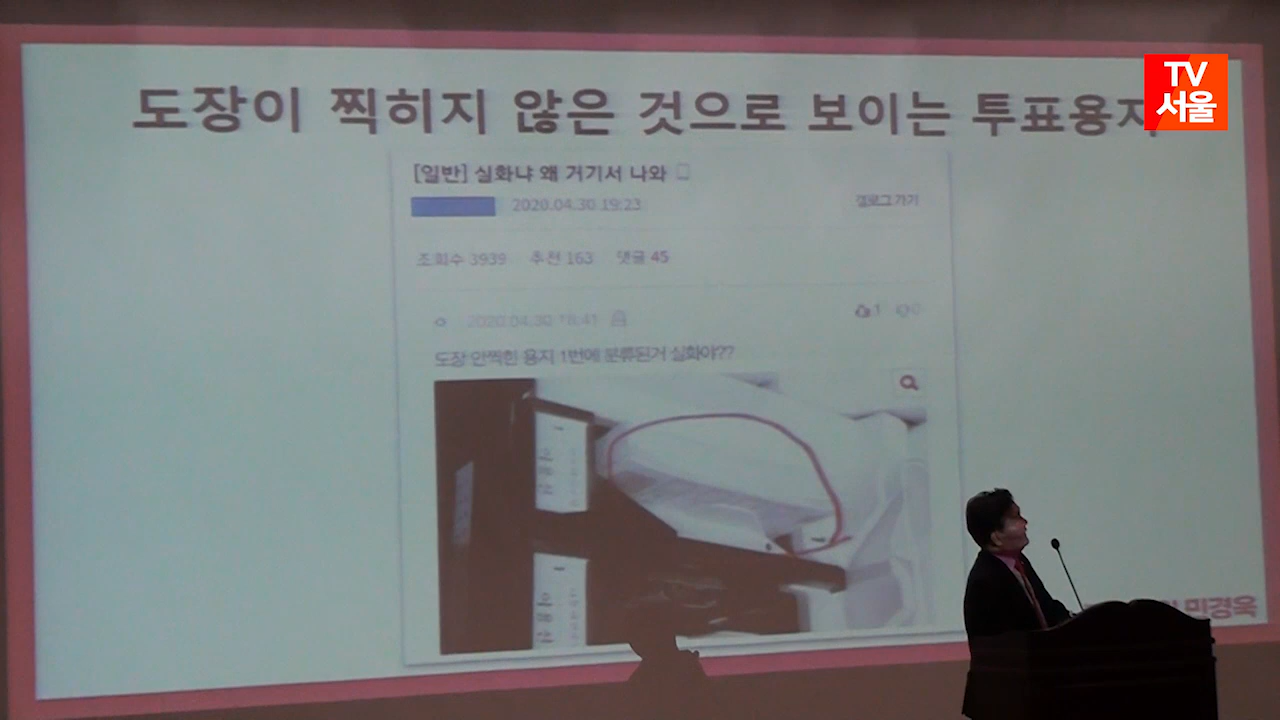 TV
서울
도장이 찍히지 않은 것으로 보이는 투표용지
[일반] 실화냐 왜 거기서 나와
2020.04.30 19:23
갤로그 가기
조회수 3939 추천 163 댓글 45
2020.04.30 18:41
1 0
도장 안찍힌 용지 1번에 분류된거 실화야??
1
1
민경욱